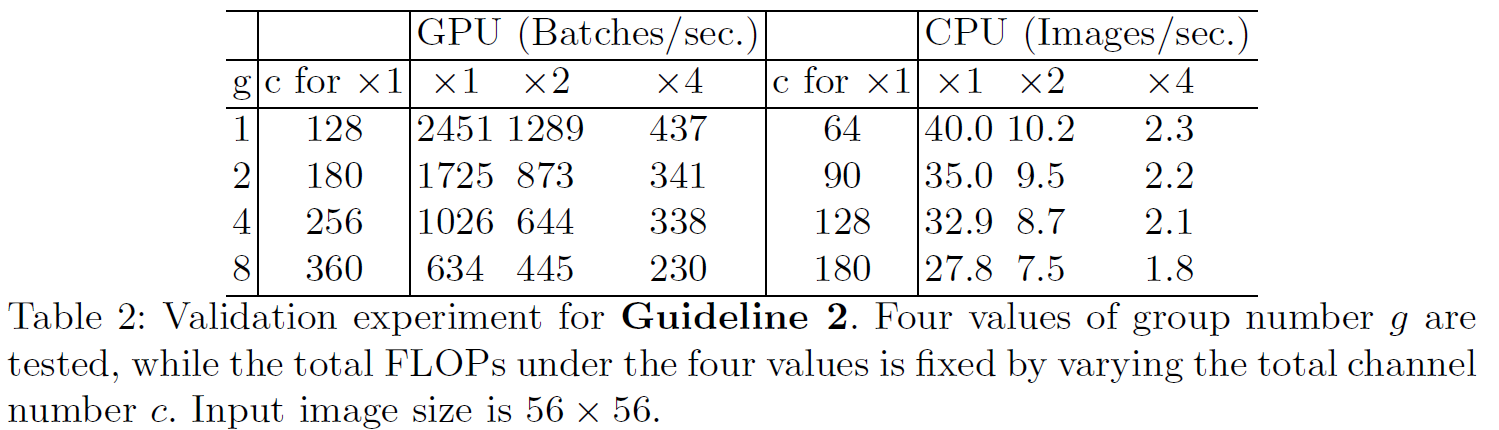 GPU (Batches/sec.) CPU (Images/sec.)
g c for ×1 ×1 ×2 ×4 c for ×1 ×1 ×2 ×4
1 128 2451 1289 437 64 40.0 10.2 2.3
2 180 1725 873 341 90 35.0 9.5 2.2
4 256 1026 644 338 128 32.9 8.7 2.1
8 360 634 445 230 180 27.8 7.5 1.8
Table 2: Validation experiment for Guideline 2. Four values of group number g are
tested, while the total FLOPs under the four values is fixed by varying the total channel
number c. Input image size is 56 × 56.